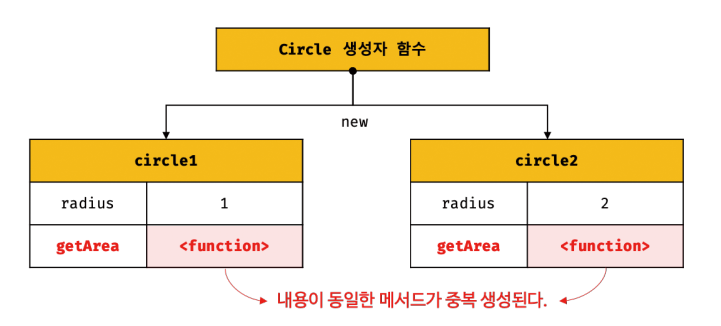 Circle 생성자 함수
new
circle1
radius 1
getArea <function>
circle2
radius 2
getArea <function>
내용이 동일한 메서드가 중복 생성된다.